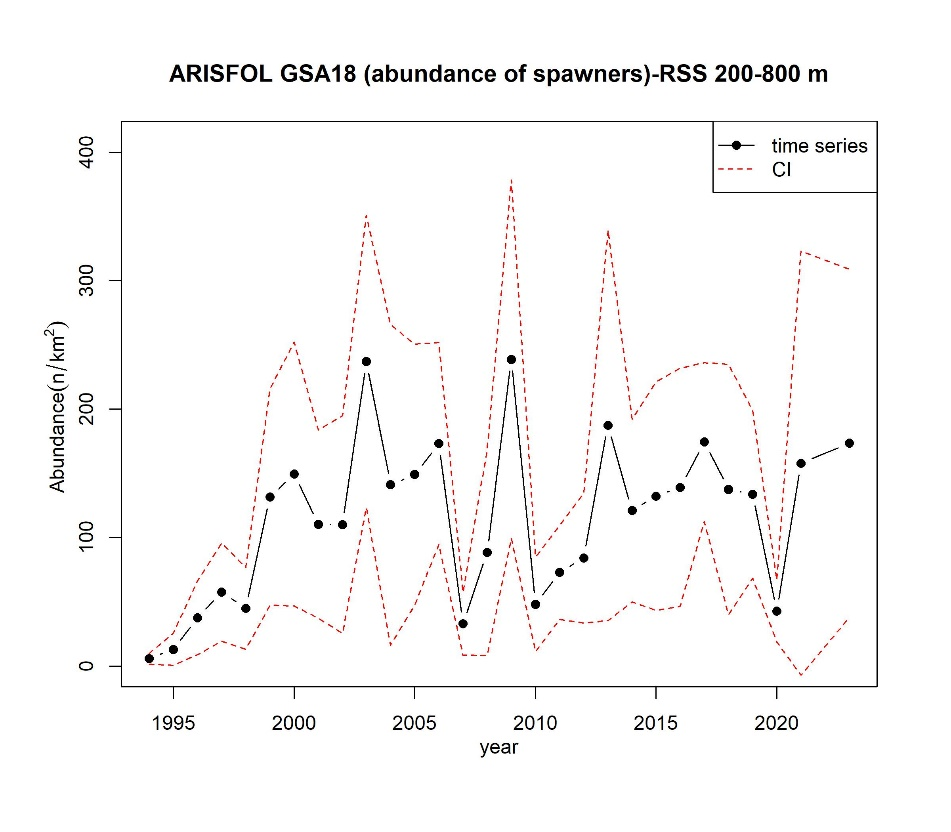 ARISFOL GSA18 (abundance of spawners)-RSS 200-800 m
time series
CI
400
300
200
100
0
Abundance(n/km²)
1995 2000 2005 2010 2015 2020
year